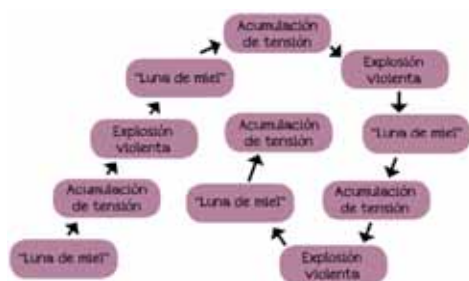 "Luna de miel"
Acumulación
de tensión
Explosión
violenta
"Luna de miel"
Acumulación
de tensión
Explosión
violenta
"Luna de miel"
Acumulación
de tensión
Explosión
violenta
"Luna de miel"
Acumulación
de tensión